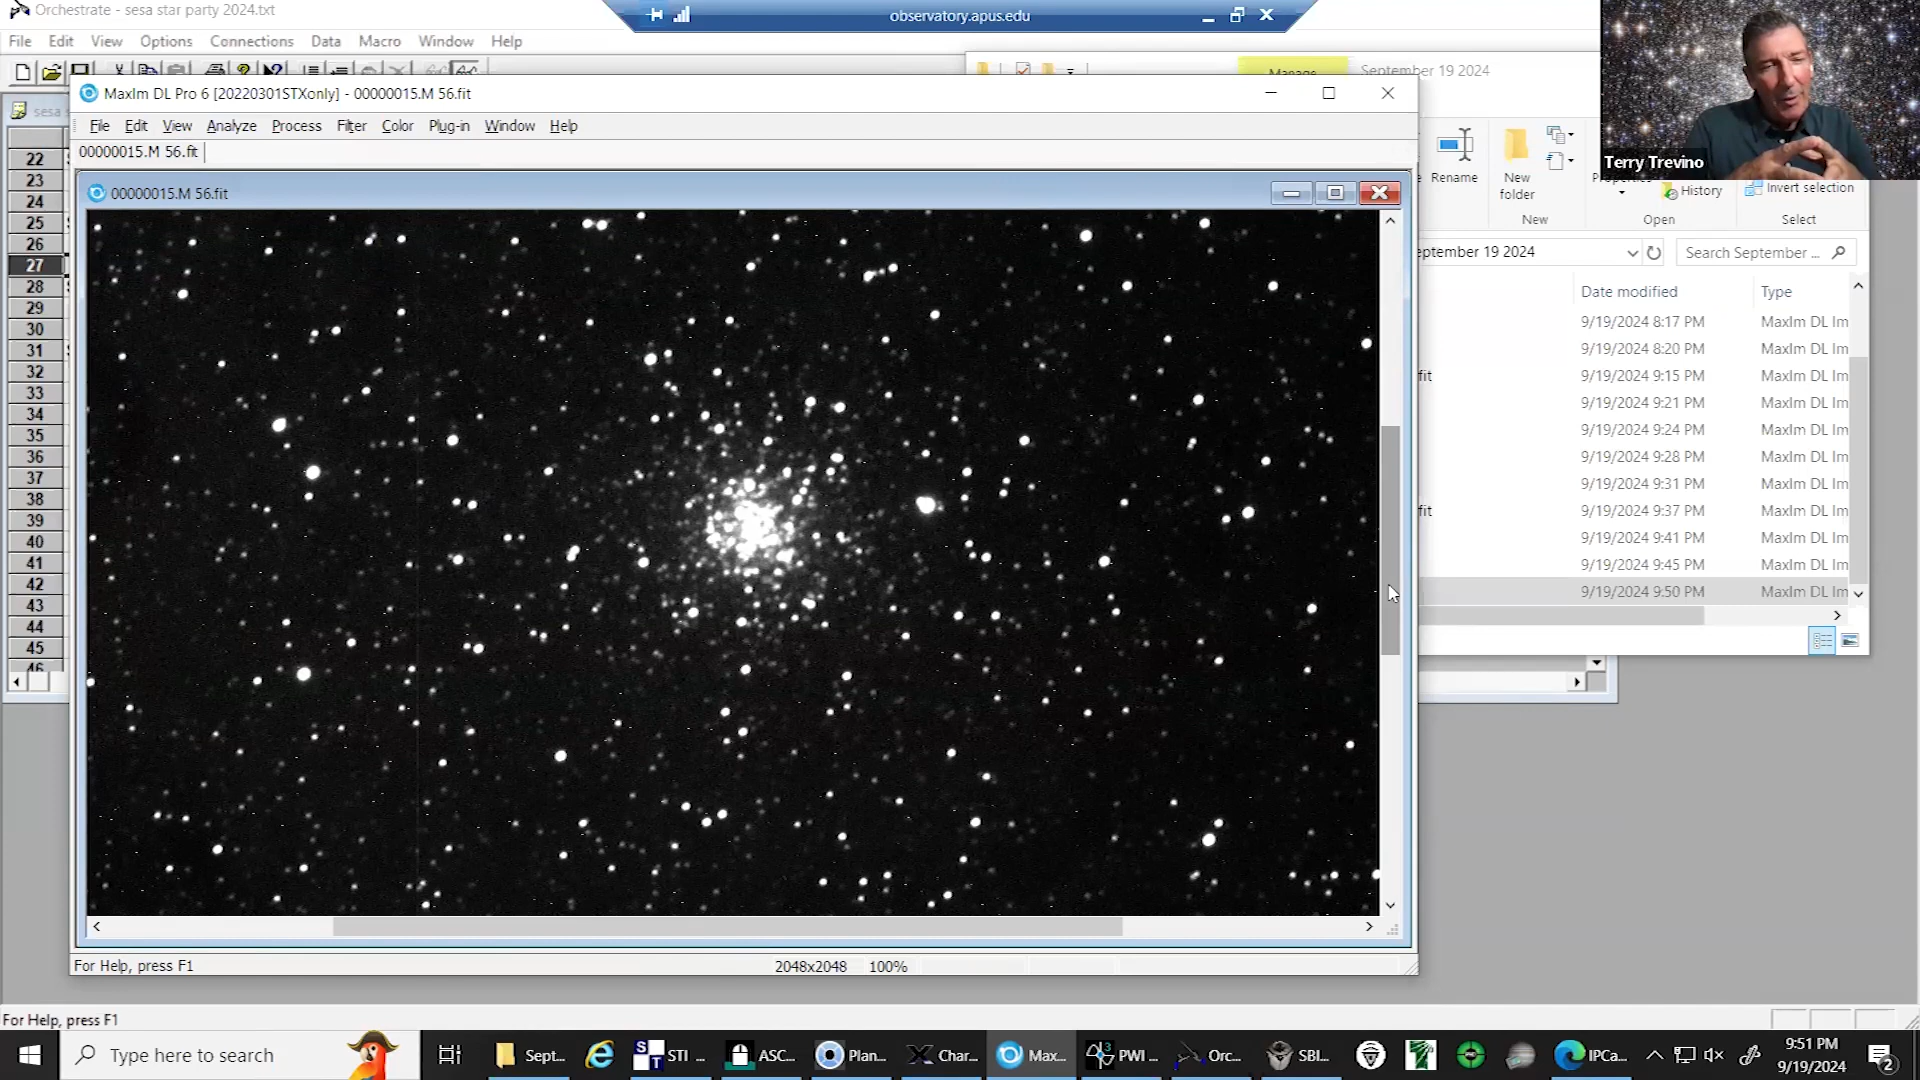 Orchestrate - sesa star party 2024.txt
observatory.apus.edu
File Edit View Options Connections Data Macro Window Help
Manage
September 19 2024
MaxIm DL Pro 6 [20220301STXonly] - 00000015.M 56.fit
File Edit View Analyze Process Filter Color Plug-in Window Help
00000015.M 56.fit
00000015.M 56.fit
sesa
Terry Trevino
Rename
New
folder
History
Invert selection
New
Open
Select
eptember 19 2024
Search September ...
Date modified
Type
9/19/2024 8:17 PM MaxIm DL Im
9/19/2024 8:20 PM MaxIm DL Im
fit 9/19/2024 9:15 PM MaxIm DL Im
9/19/2024 9:21 PM MaxIm DL Im
9/19/2024 9:24 PM MaxIm DL Im
9/19/2024 9:28 PM MaxIm DL Im
9/19/2024 9:31 PM MaxIm DL Im
fit 9/19/2024 9:37 PM MaxIm DL Im
9/19/2024 9:41 PM MaxIm DL Im
9/19/2024 9:45 PM MaxIm DL Im
9/19/2024 9:50 PM MaxIm DL Im
22
23
24
25
26
27
28
29
30
31
32
33
34
35
36
37
38
39
40
41
42
43
44
45
46
For Help, press F1
2048x2048 100%
For Help, press F1
Type here to search
Sept...
STI ...
ASC...
Plan...
Char...
Max...
PWI ...
Orc...
SBI...
IPCa...
9:51 PM
9/19/2024
2